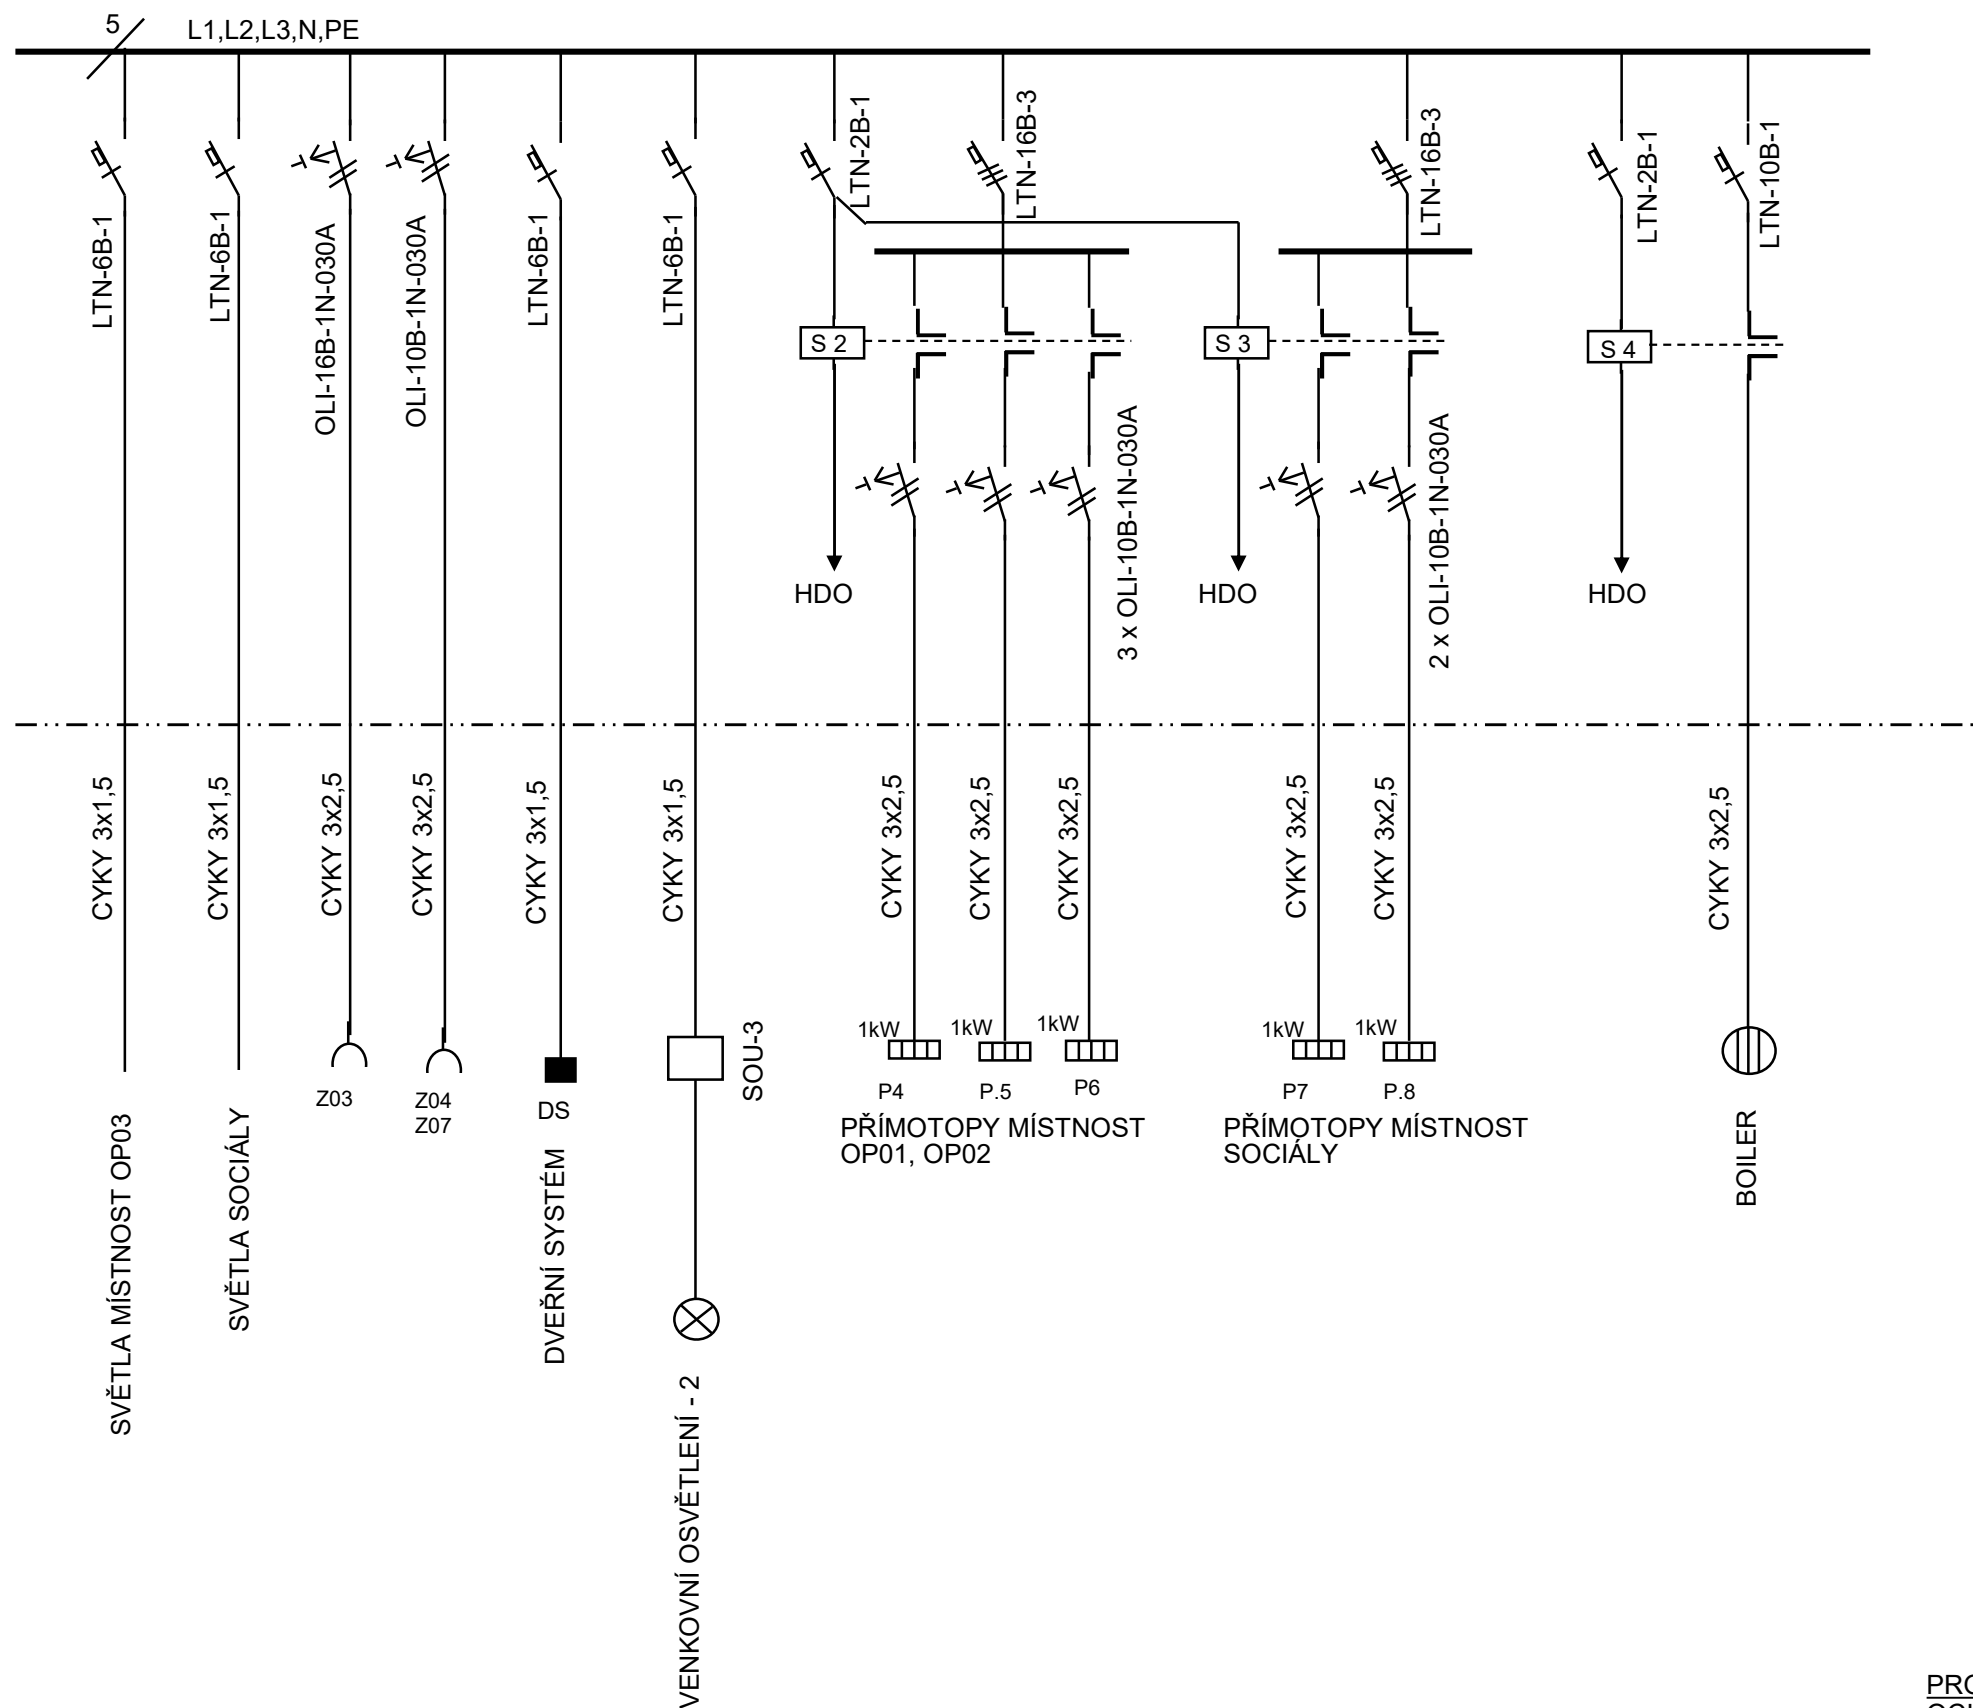 5
L1,L2,L3,N,PE
LTN-6B-1
LTN-6B-1
OLI-16B-1N-030A
OLI-10B-1N-030A
LTN-6B-1
LTN-6B-1
LTN-2B-1
LTN-16B-3
LTN-16B-3
LTN-2B-1
LTN-10B-1
S 2
S 3
S 4
3 x OLI-10B-1N-030A
2 x OLI-10B-1N-030A
HDO
HDO
HDO
CYKY 3x1,5
CYKY 3x1,5
CYKY 3x2,5
CYKY 3x2,5
CYKY 3x1,5
CYKY 3x1,5
CYKY 3x2,5
CYKY 3x2,5
CYKY 3x2,5
CYKY 3x2,5
CYKY 3x2,5
CYKY 3x2,5
SOU-3
1kW
1kW
1kW
1kW
1kW
Z03
Z04
Z07
DS
P4
P.5
P6
P7
P.8
PŘÍMOTOPY MÍSTNOST
OP01, OP02
PŘÍMOTOPY MÍSTNOST
SOCIÁLY
SVĚTLA MÍSTNOST OP03
SVĚTLA SOCIÁLY
DVEŘNÍ SYSTÉM
VENKOVNÍ OSVĚTLENÍ - 2
BOILER